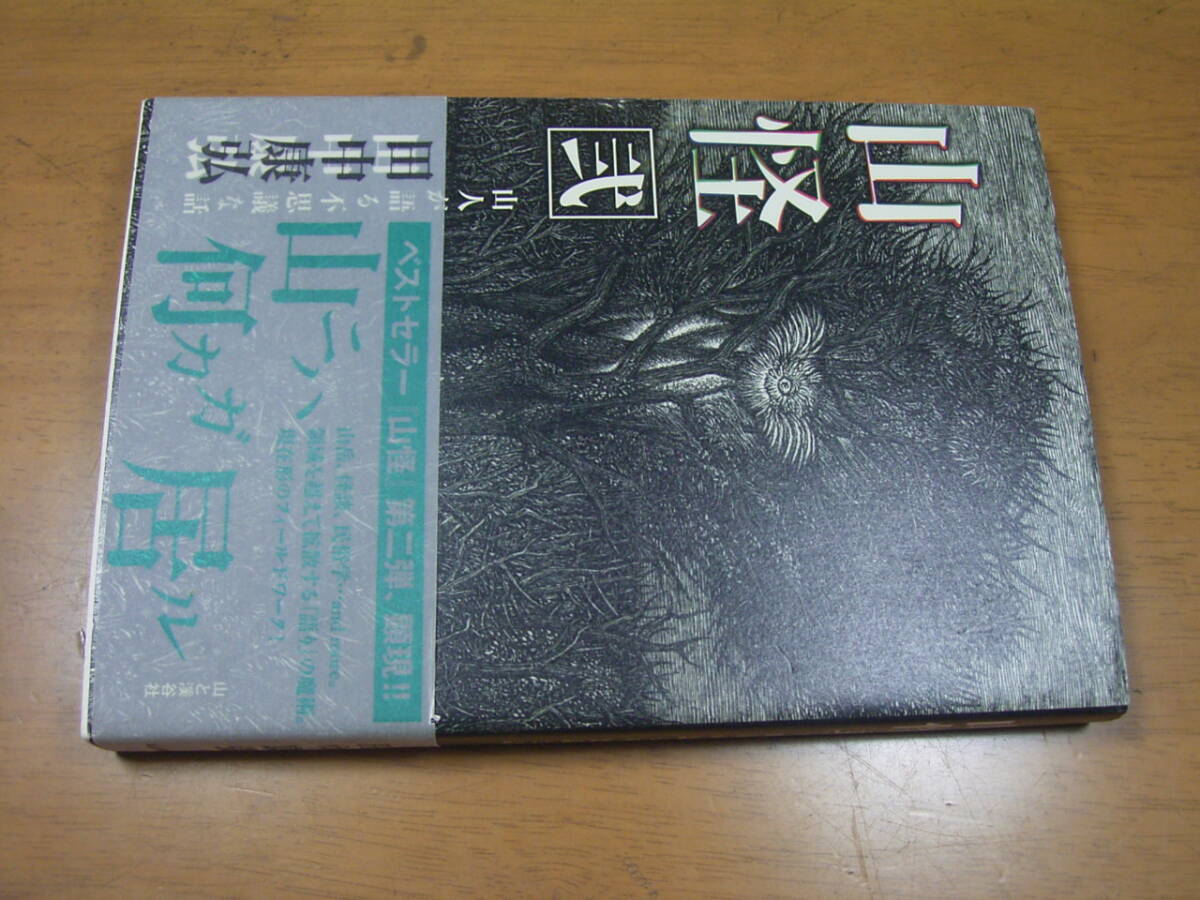 山怪
弐
山人が語る不思議な話
田中康弘
ベストセラー『山怪』第二弾、顕現!!
山ニハ
何カガ
居ル
山と渓谷社